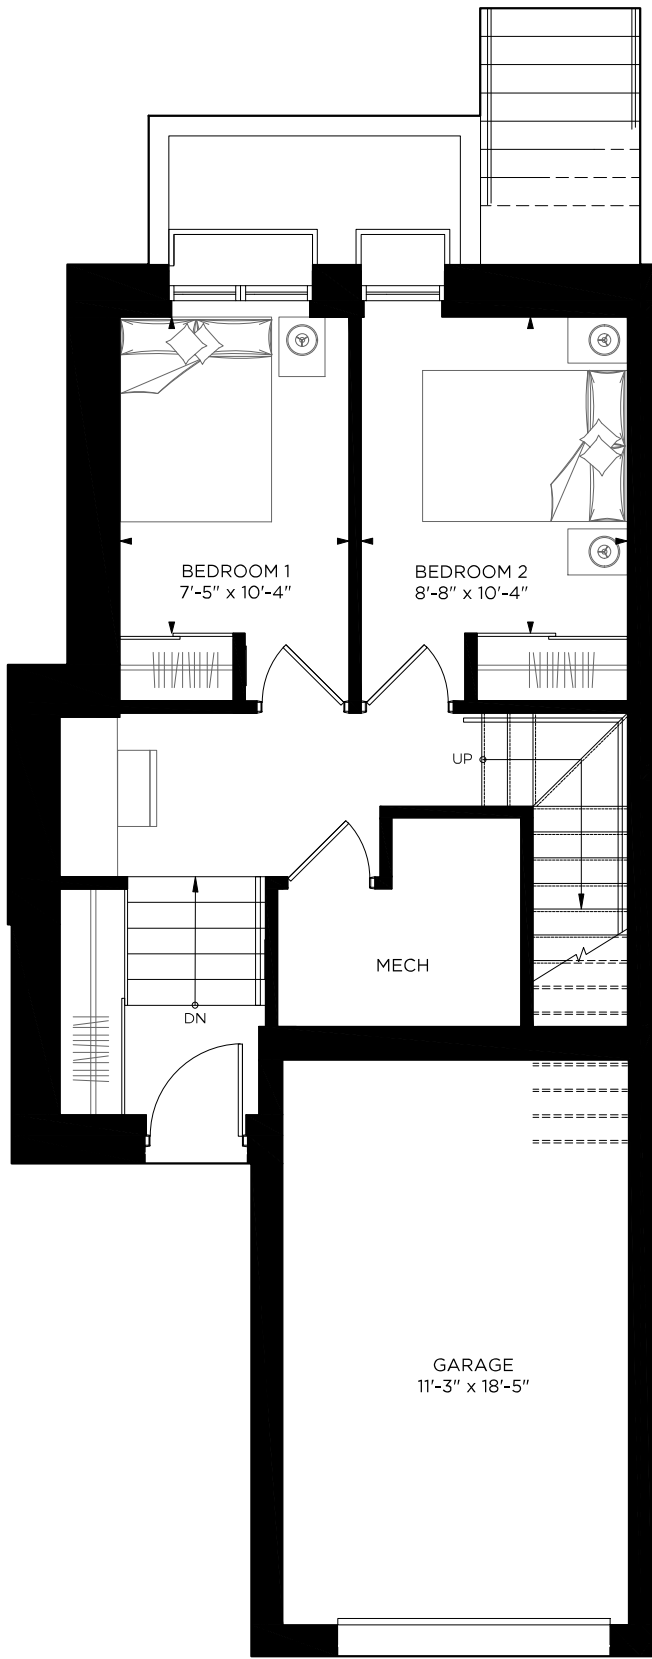 BEDROOM 1
7'-5" x 10'-4"
BEDROOM 2
8'-8" x 10'-4"
UP
MECH
DN
GARAGE
11'-3" x 18'-5"